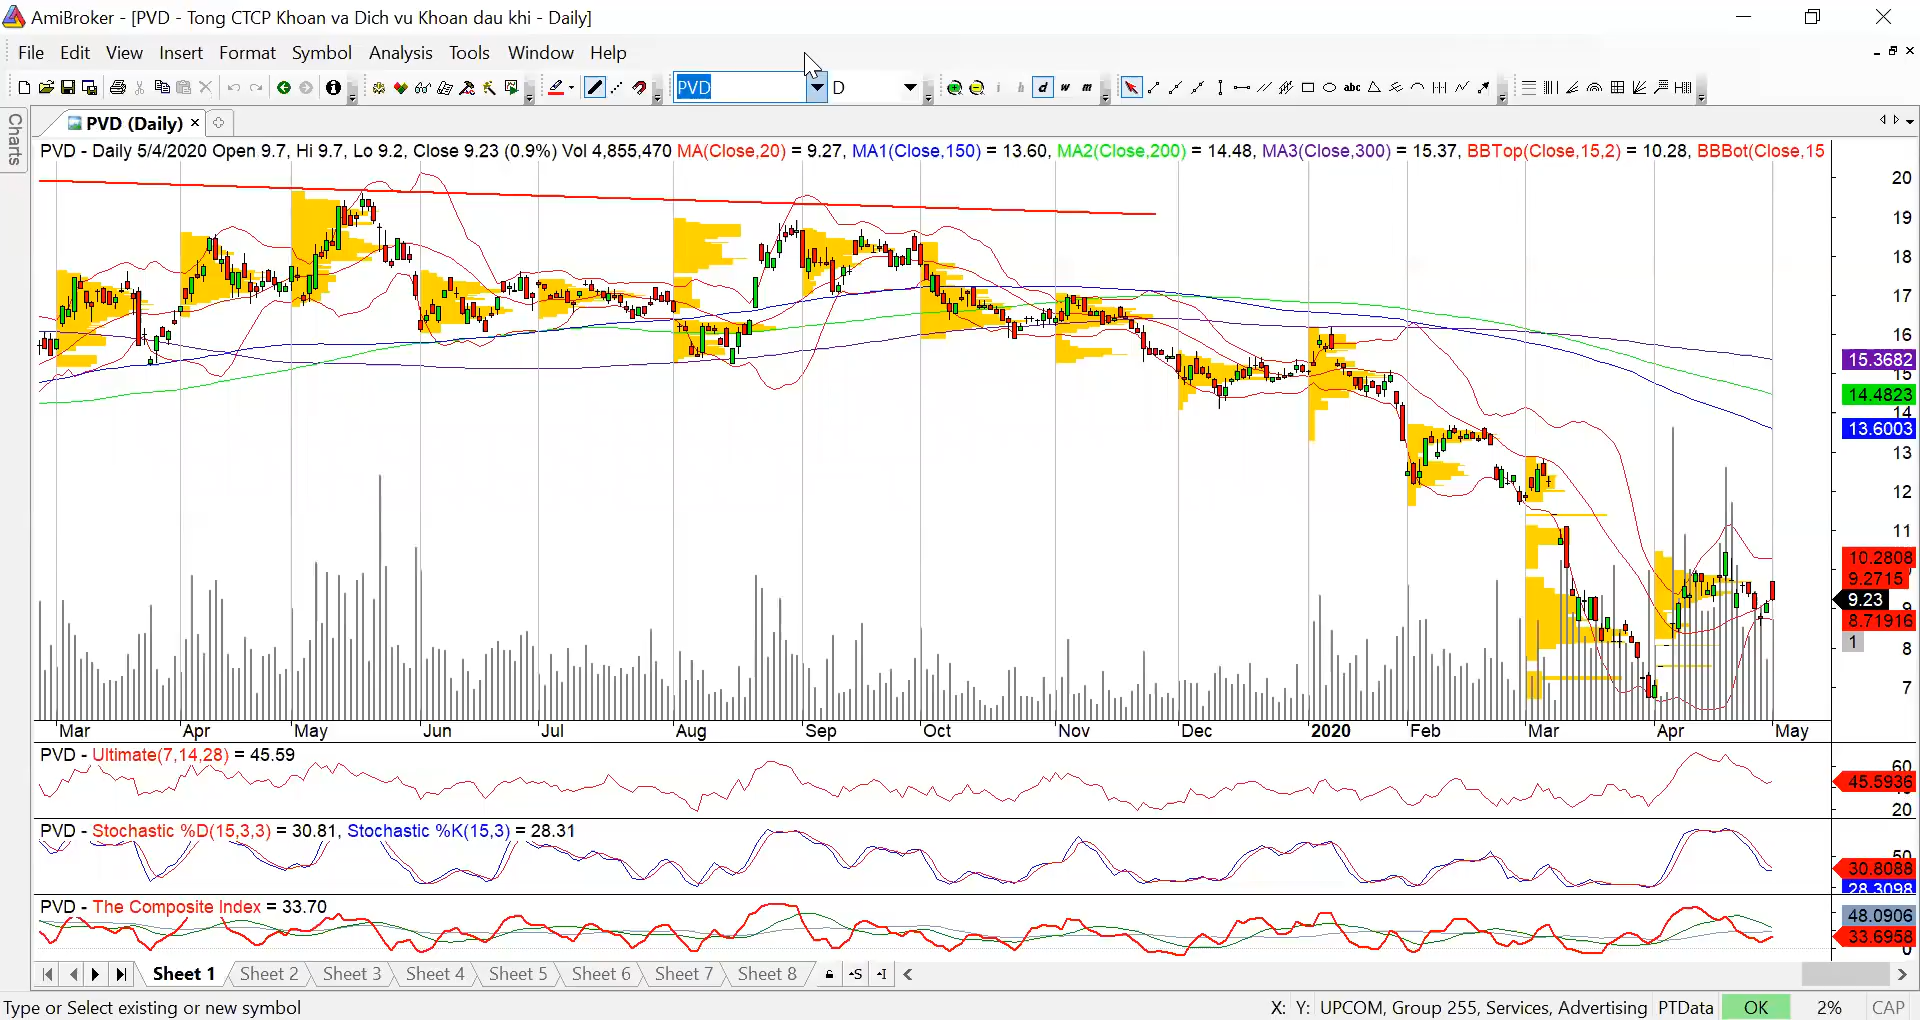 AmiBroker - [PVD - Tong CTCP Khoan va Dich vu Khoan dau khi - Daily]
File Edit View Insert Format Symbol Analysis Tools Window Help
PVD D
d w m
abc
Charts
PVD (Daily)
PVD - Daily 5/4/2020 Open 9.7, Hi 9.7, Lo 9.2, Close 9.23 (0.9%) Vol 4,855,470 MA(Close,20) = 9.27, MA1(Close,150) = 13.60, MA2(Close,200) = 14.48, MA3(Close,300) = 15.37, BBTop(Close,15,2) = 10.28, BBBot(Close,15
20
19
18
17
16
15.3682
15
14.4823
14
13.6003
13
12
11
10.2808
9.2715
9.23
8.71916
1
8
7
Mar Apr May Jun Jul Aug Sep Oct Nov Dec 2020 Feb Mar Apr May
PVD - Ultimate(7,14,28) = 45.59
60
45.5936
20
PVD - Stochastic %D(15,3,3) = 30.81, Stochastic %K(15,3) = 28.31
50
30.8088
28.3098
PVD - The Composite Index = 33.70
48.0906
33.6958
0
Sheet 1 Sheet 2 Sheet 3 Sheet 4 Sheet 5 Sheet 6 Sheet 7 Sheet 8
Type or Select existing or new symbol X: Y: UPCOM, Group 255, Services, Advertising PTData OK 2% CAP